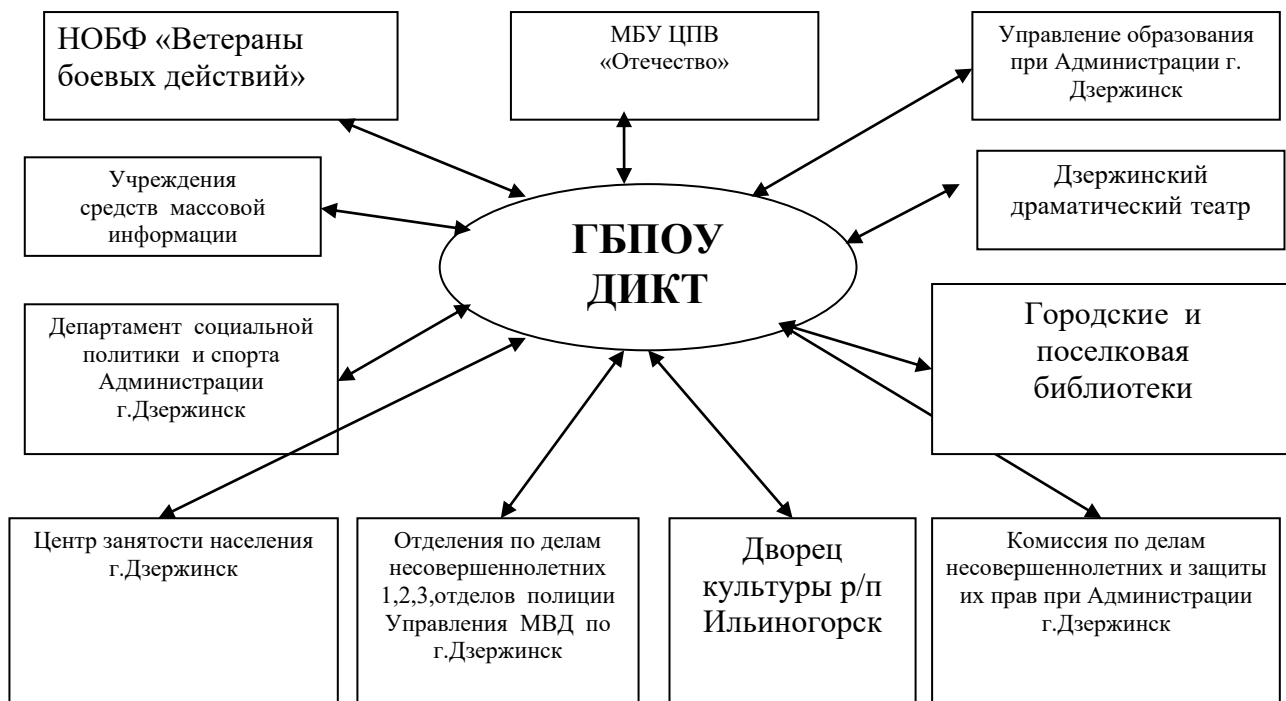 НОБФ «Ветераны
боевых действий»
МБУ ЦПВ
«Отечество»
Управление образования
при Администрации г.
Дзержинск
Учреждения
средств массовой
информации
ГБПОУ
ДИКТ
Дзержинский
драматический театр
Департамент социальной
политики и спорта
Администрации
г.Дзержинск
Городские и
поселковая
библиотеки
Центр занятости населения
г.Дзержинск
Отделения по делам
несовершеннолетних
1,2,3,отделов полиции
Управления МВД по
г.Дзержинск
Дворец
культуры р/п
Ильиногорск
Комиссия по делам
несовершеннолетних и защиты
их прав при Администрации
г.Дзержинск